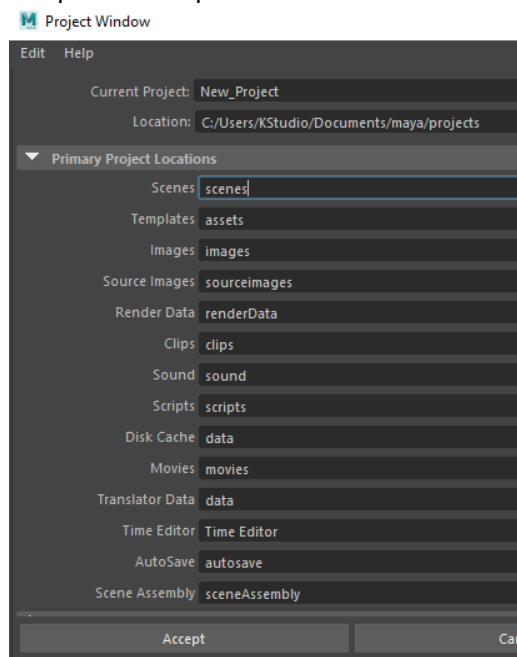 Project Window
Edit Help
Current Project: New_Project
Location: C:/Users/KStudio/Documents/maya/projects
Primary Project Locations
Scenes scenes
Templates assets
Images images
Source Images sourceimages
Render Data renderData
Clips clips
Sound sound
Scripts scripts
Disk Cache data
Movies movies
Translator Data data
Time Editor Time Editor
AutoSave autosave
Scene Assembly sceneAssembly
Accept